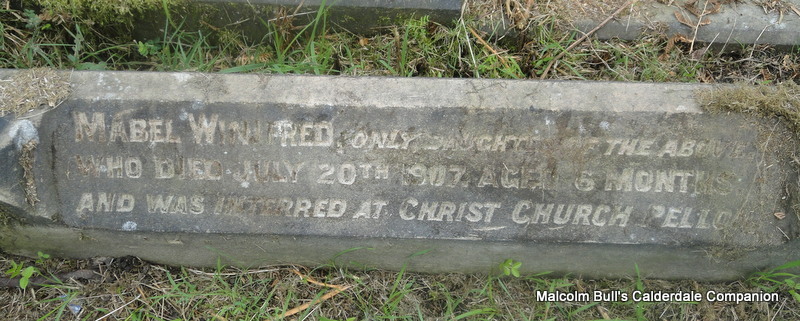 MABEL WINIFRED, ONLY DAUGHTER OF THE ABOVE
WHO DIED JULY 20TH 1907, AGED 6 MONTHS
AND WAS INTERRED AT CHRIST CHURCH PELLON
Malcolm Bull's Calderdale Companion